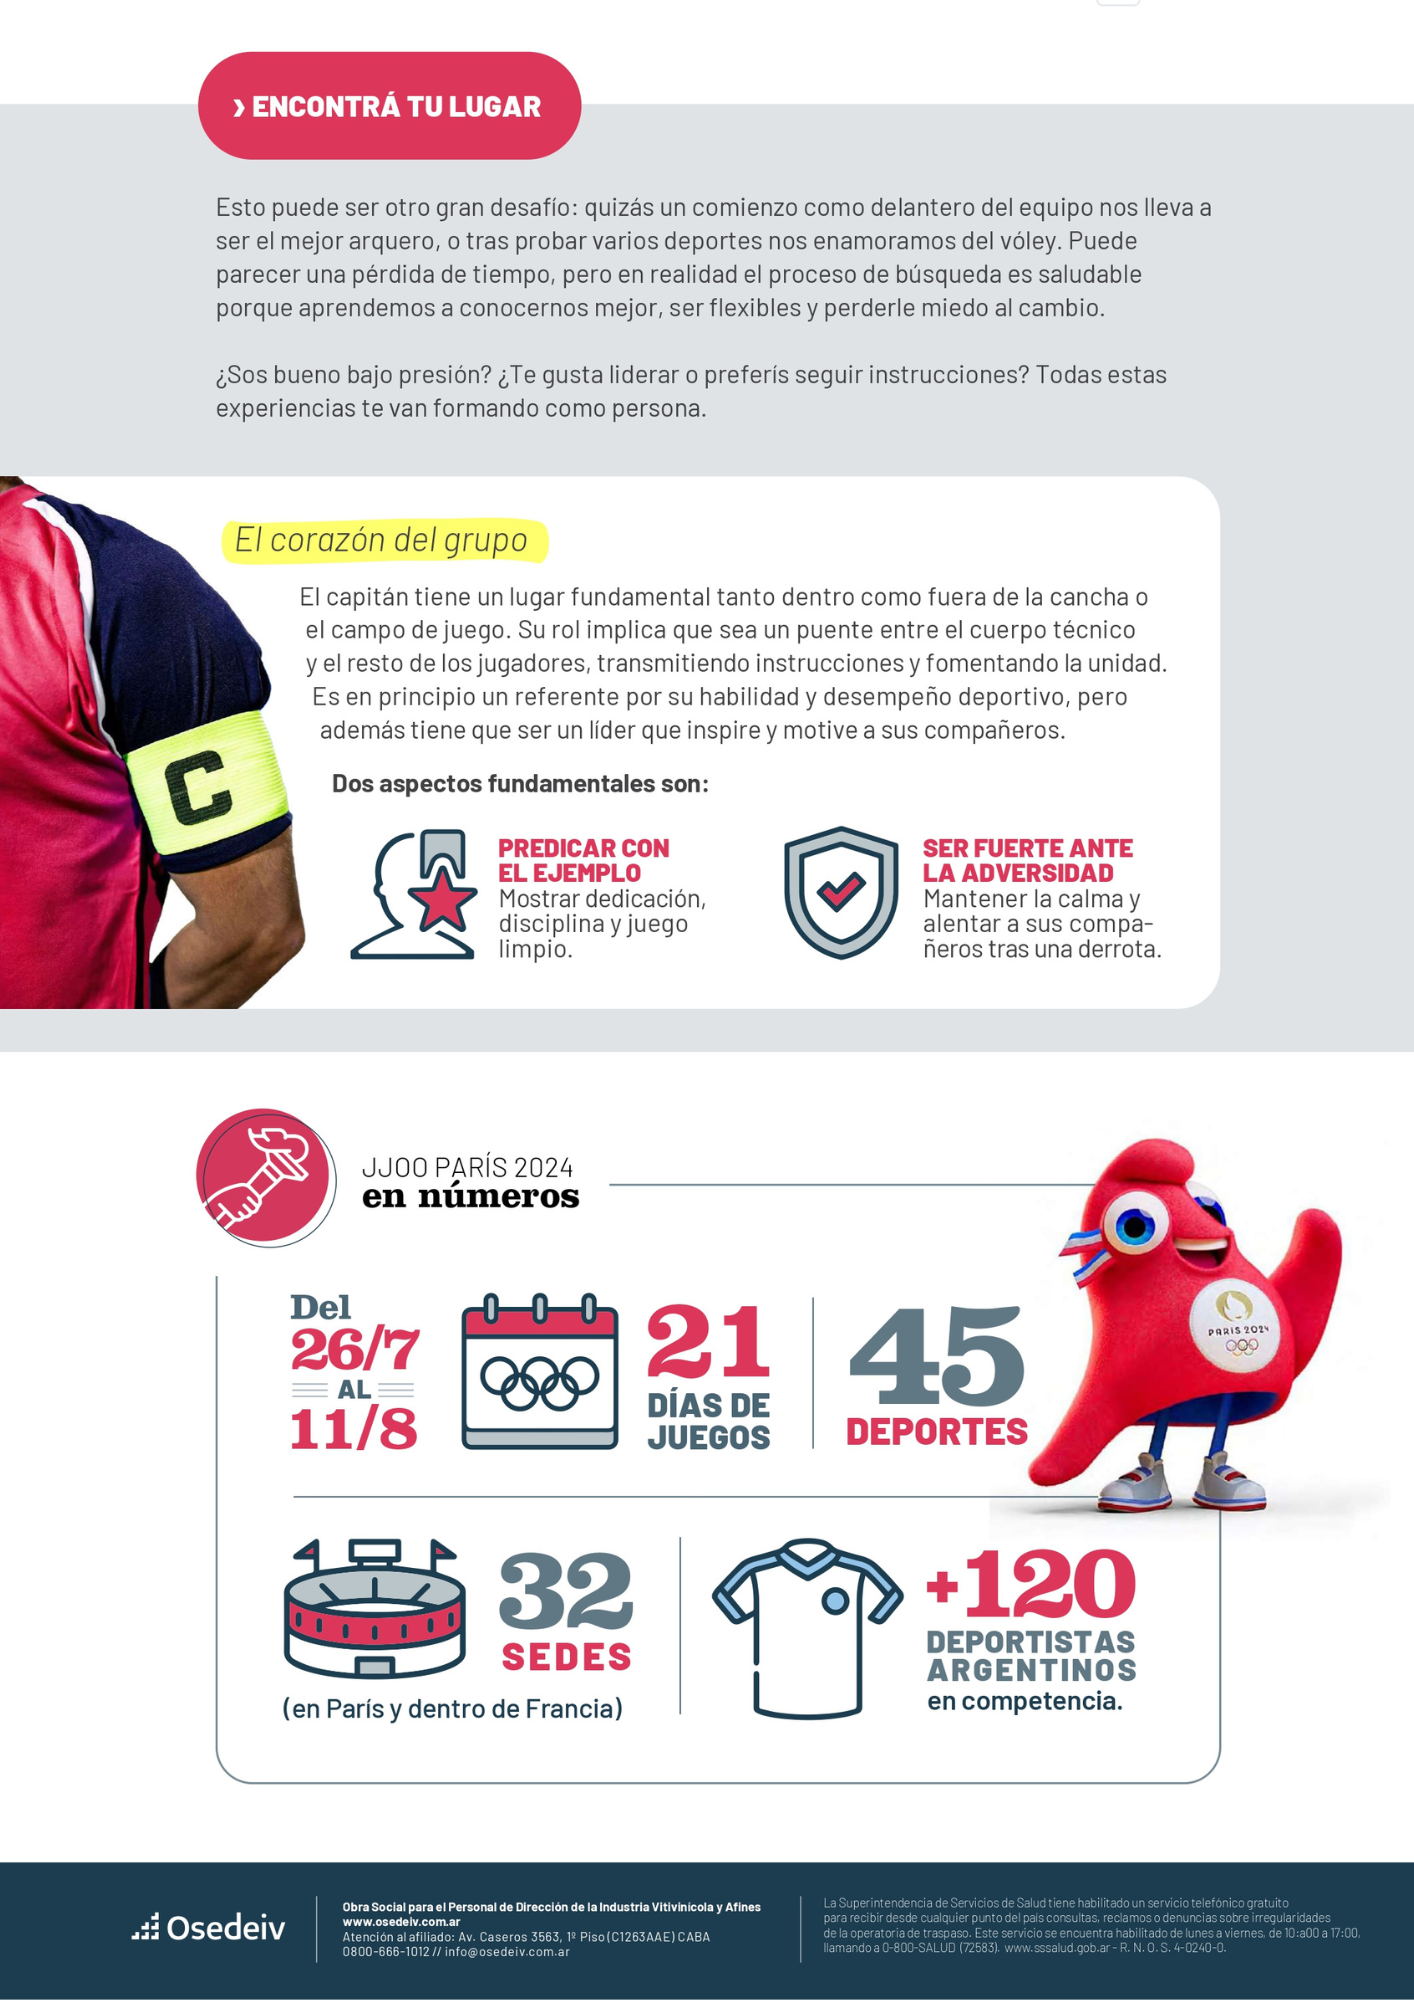 › ENCONTRÁ TU LUGAR
Esto puede ser otro gran desafío: quizás un comienzo como delantero del equipo nos lleva a
ser el mejor arquero, o tras probar varios deportes nos enamoramos del vóley. Puede
parecer una pérdida de tiempo, pero en realidad el proceso de búsqueda es saludable
porque aprendemos a conocernos mejor, ser flexibles y perderle miedo al cambio.
¿Sos bueno bajo presión? ¿Te gusta liderar o preferís seguir instrucciones? Todas estas
experiencias te van formando como persona.
El corazón del grupo
El capitán tiene un lugar fundamental tanto dentro como fuera de la cancha o
el campo de juego. Su rol implica que sea un puente entre el cuerpo técnico
y el resto de los jugadores, transmitiendo instrucciones y fomentando la unidad.
Es en principio un referente por su habilidad y desempeño deportivo, pero
además tiene que ser un líder que inspire y motive a sus compañeros.
C
Dos aspectos fundamentales son:
PREDICAR CON
EL EJEMPLO
Mostrar dedicación,
disciplina y juego
limpio.
SER FUERTE ANTE
LA ADVERSIDAD
Mantener la calma y
alentar a sus compa-
ñeros tras una derrota.
JJOO PARÍS 2024
en números
Del
26/7
AL
11/8
21
DÍAS DE
JUEGOS
45
DEPORTES
PARIS 2024
32
SEDES
(en París y dentro de Francia)
+120
DEPORTISTAS
ARGENTINOS
en competencia.
Osedeiv
Obra Social para el Personal de Dirección de la Industria Vitivinícola y Afines
www.osedeiv.com.ar
Atención al afiliado: Av. Caseros 3563, 1º Piso (C1263AAE) CABA
0800-666-1012 // info@osedeiv.com.ar
La Superintendencia de Servicios de Salud tiene habilitado un servicio telefónico gratuito
para recibir desde cualquier punto del país consultas, reclamos o denuncias sobre irregularidades
de la operatoria de traspaso. Este servicio se encuentra habilitado de lunes a viernes, de 10:a00 a 17:00,
llamando a 0-800-SALUD (72583). www.sssalud.gob.ar - R. N. O. S. 4-0240-0.